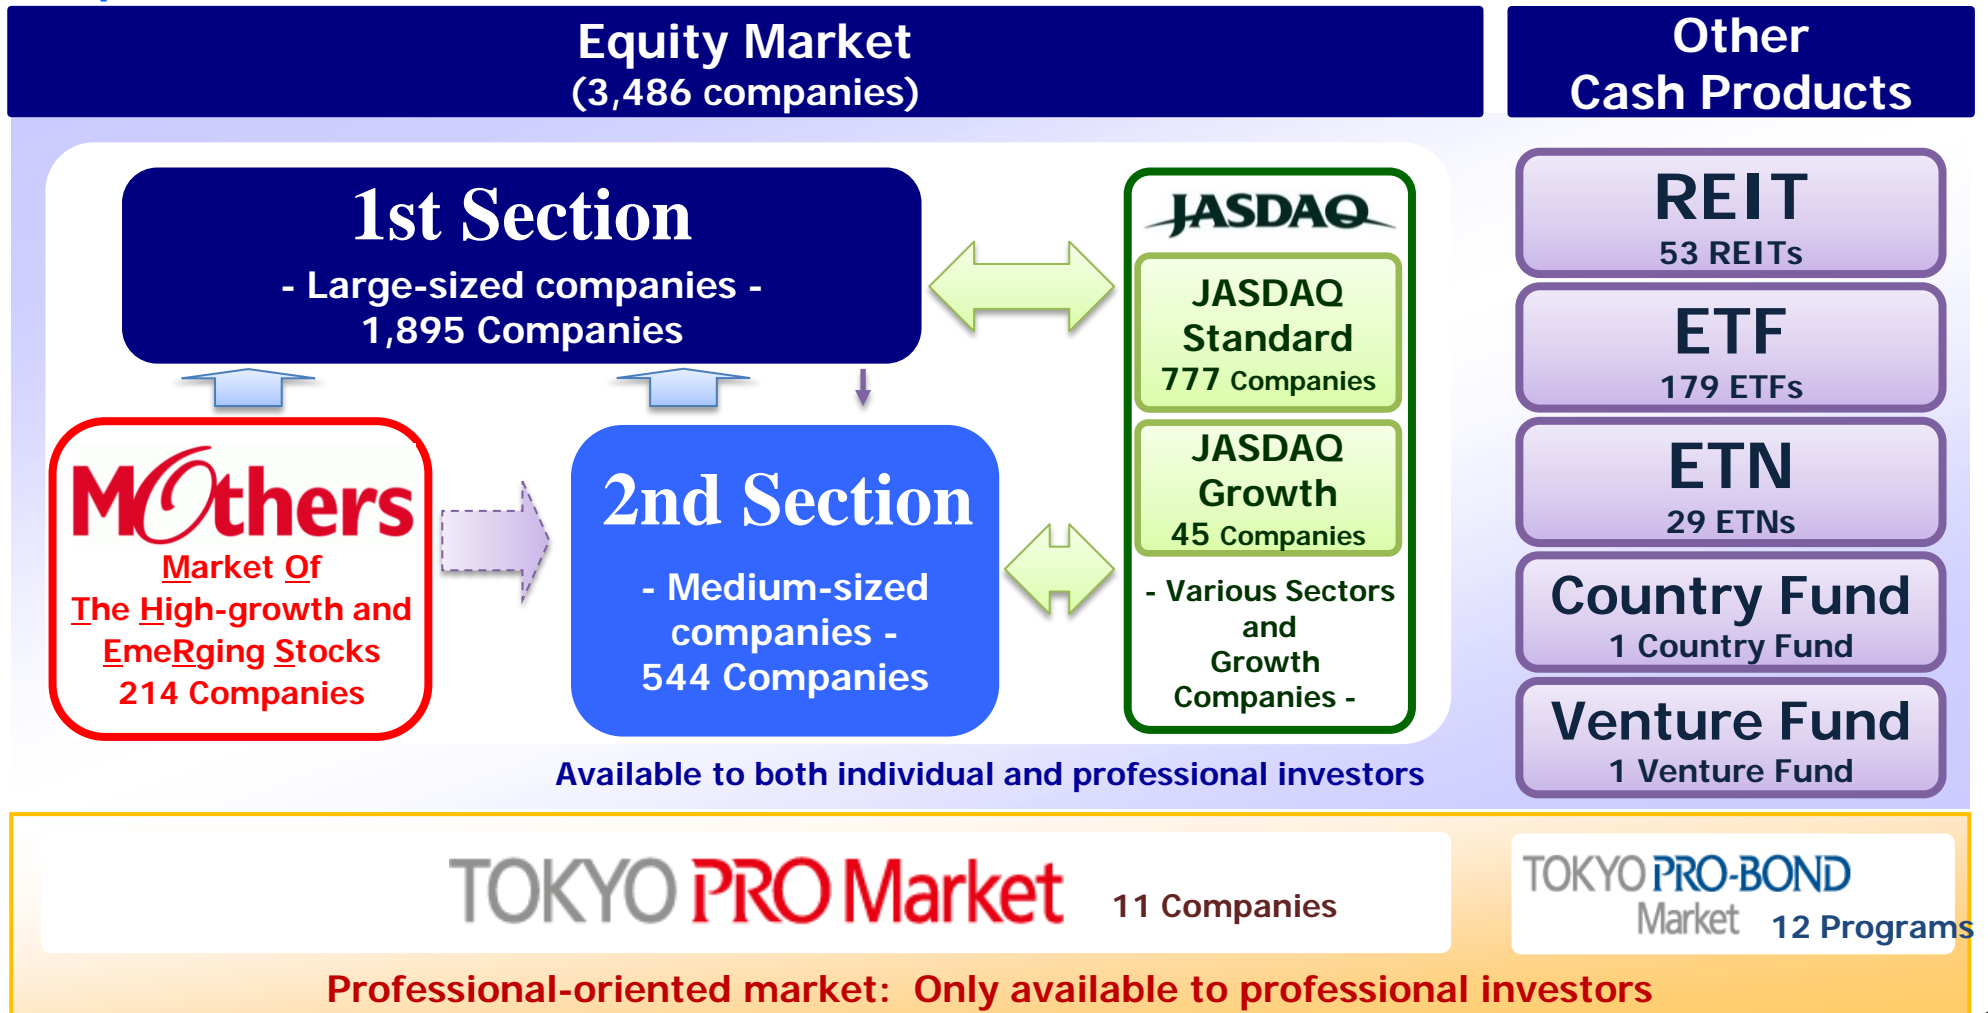 Equity Market
(3,486 companies)
Other
Cash Products
1st Section
- Large-sized companies -
1,895 Companies
Mothers
Market Of
The High-growth and
EmeRging Stocks
214 Companies
2nd Section
- Medium-sized
companies -
544 Companies
JASDAQ
JASDAQ
Standard
777 Companies
JASDAQ
Growth
45 Companies
- Various Sectors
and
Growth
Companies -
Available to both individual and professional investors
REIT
53 REITs
ETF
179 ETFs
ETN
29 ETNs
Country Fund
1 Country Fund
Venture Fund
1 Venture Fund
TOKYO PRO Market 11 Companies
TOKYO PRO-BOND
Market 12 Programs
Professional-oriented market: Only available to professional investors